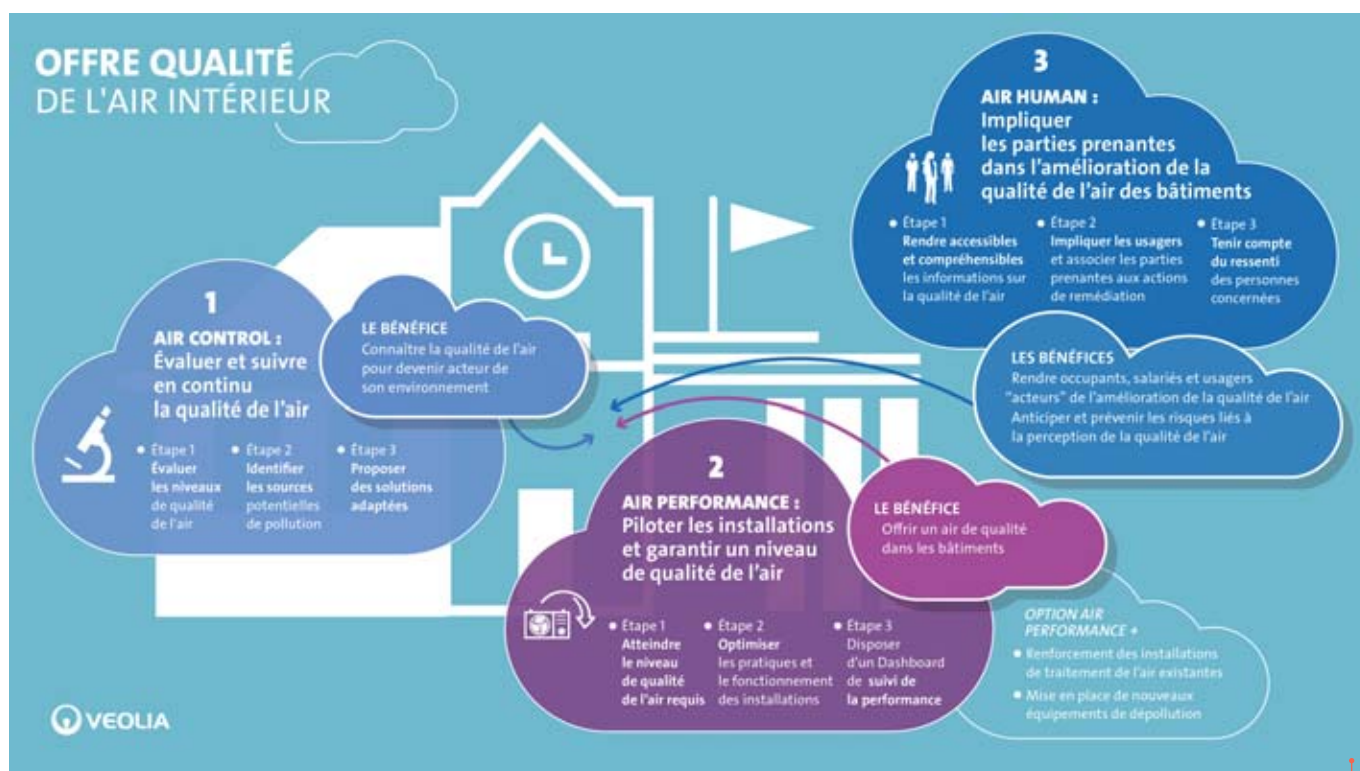 OFFRE QUALITÉ
DE L'AIR INTÉRIEUR
1
AIR CONTROL :
Évaluer et suivre
en continu
la qualité de l'air
• Étape 1
Évaluer
les niveaux
de qualité
de l'air
• Étape 2
Identifier
les sources
potentielles
de pollution
• Étape 3
Proposer
des solutions
adaptées
LE BÉNÉFICE
Connaître la qualité de l'air
pour devenir acteur de
son environnement
2
AIR PERFORMANCE :
Piloter les installations
et garantir un niveau
de qualité de l'air
• Étape 1
Atteindre
le niveau
de qualité
de l'air requis
• Étape 2
Optimiser
les pratiques et
le fonctionnement
des installations
• Étape 3
Disposer
d'un Dashboard
de suivi de
la performance
LE BÉNÉFICE
Offrir un air de qualité
dans les bâtiments
OPTION AIR
PERFORMANCE +
• Renforcement des installations
de traitement de l'air existantes
• Mise en place de nouveaux
équipements de dépollution
3
AIR HUMAN :
Impliquer
les parties prenantes
dans l'amélioration de la
qualité de l'air des bâtiments
• Étape 1
Rendre accessibles
et compréhensibles
les informations sur
la qualité de l'air
• Étape 2
Impliquer les usagers
et associer les parties
prenantes aux actions
de remédiation
• Étape 3
Tenir compte
du ressenti
des personnes
concernées
LES BÉNÉFICES
Rendre occupants, salariés et usagers
"acteurs" de l'amélioration de la qualité de l'air
Anticiper et prévenir les risques liés à
la perception de la qualité de l'air
VEOLIA